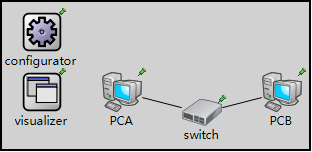 configurator
visualizer
PCA
switch
PCB